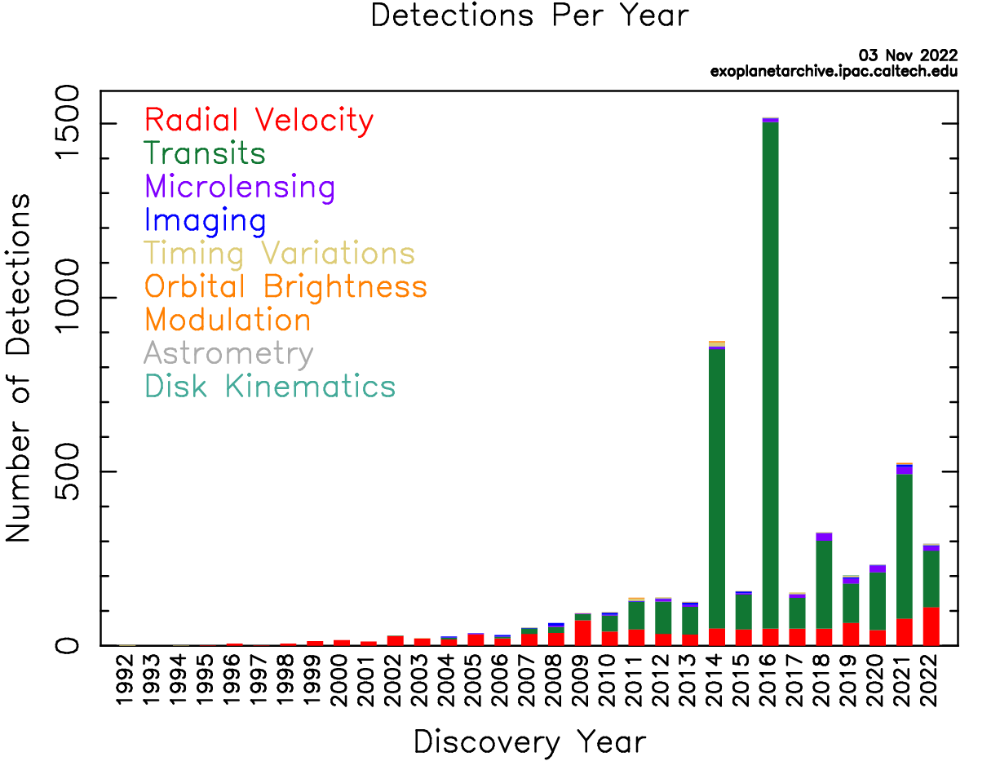 Detections Per Year
03 Nov 2022
exoplanetarchive.ipac.caltech.edu
Number of Detections
1500
1000
500
0
Radial Velocity
Transits
Microlensing
Imaging
Timing Variations
Orbital Brightness
Modulation
Astrometry
Disk Kinematics
1992 1993 1994 1995 1996 1997 1998 1999 2000 2001 2002 2003 2004 2005 2006 2007 2008 2009 2010 2011 2012 2013 2014 2015 2016 2017 2018 2019 2020 2021 2022
Discovery Year